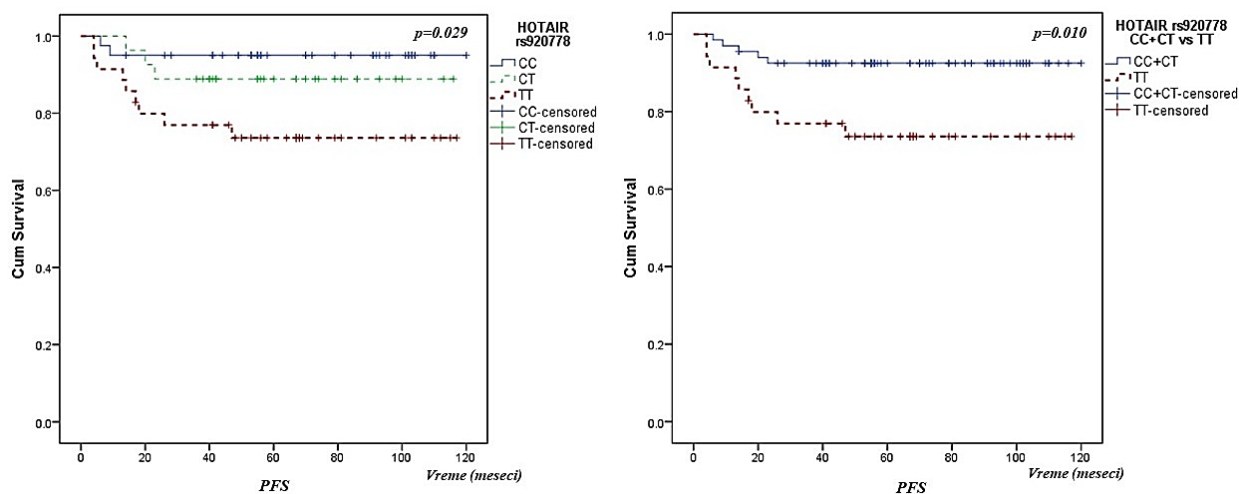 p=0.029
HOTAIR
rs920778
CC
CT
TT
CC-censored
CT-censored
TT-censored
1.0
0.8
0.6
0.4
0.2
0.0
Cum Survival
0 20 40 60 80 100 120
PFS
Vreme (meseci)
p=0.010
HOTAIR rs920778
CC+CT vs TT
CC+CT
TT
CC+CT-censored
TT-censored
1.0
0.8
0.6
0.4
0.2
0.0
Cum Survival
0 20 40 60 80 100 120
Vreme (meseci)
PFS